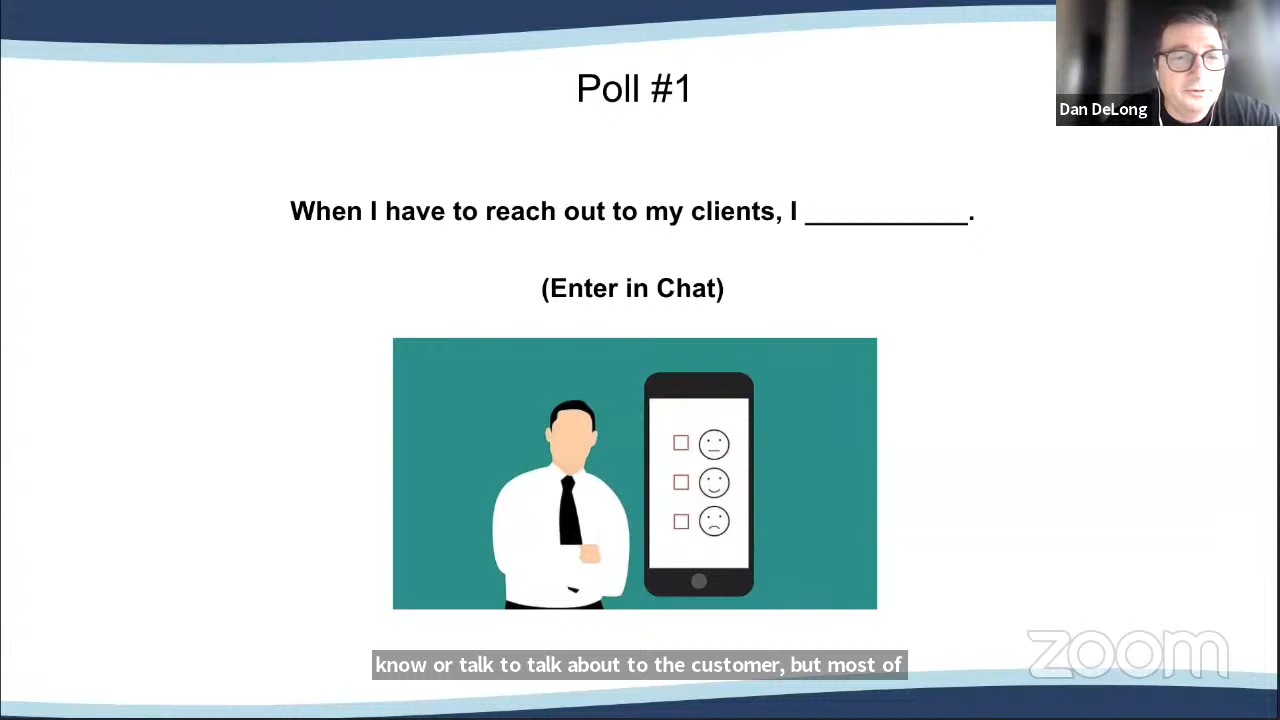 Poll #1
Dan DeLong
When I have to reach out to my clients, I ___________.
(Enter in Chat)
know or talk to talk about to the customer, but most of
zoom